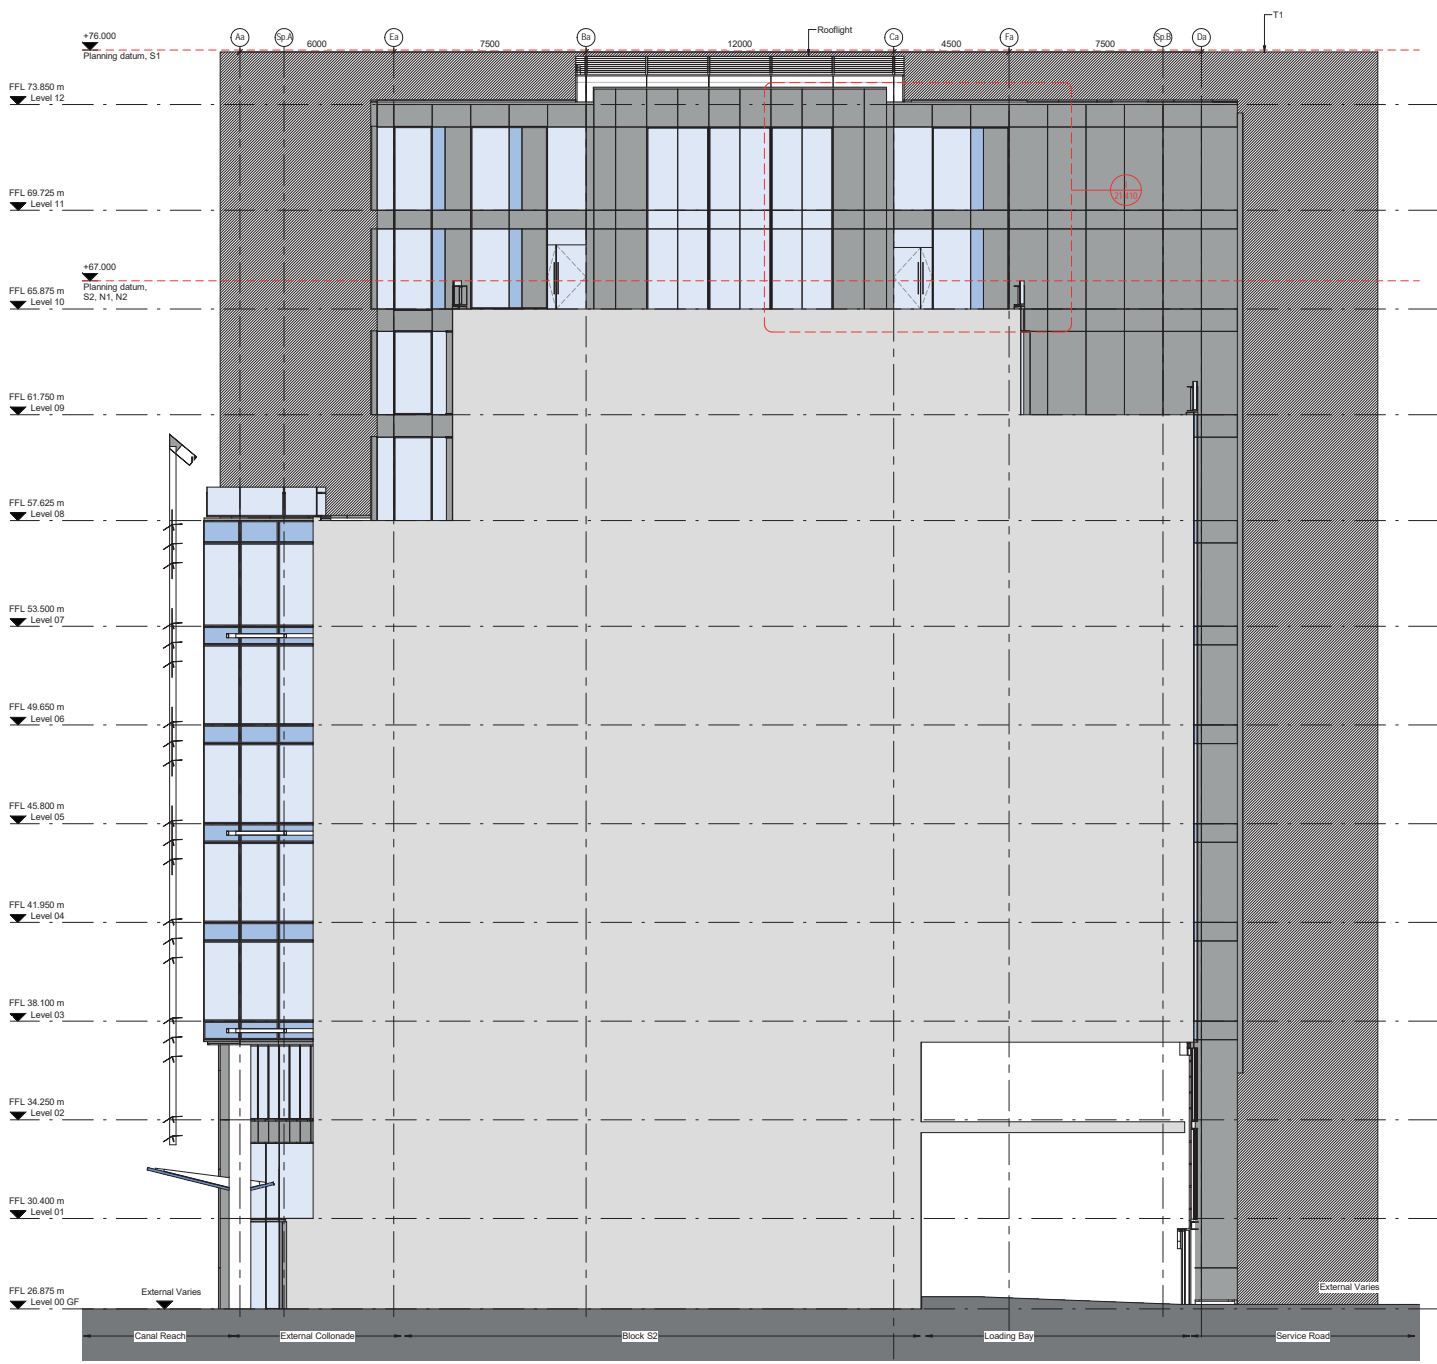 T1
Aa
Sp.A
Ea
Ba
Ca
Fa
Sp.B
Da
Rooflight
6000
7500
12000
4500
7500
+76.000
Planning datum, S1
FFL 73.850 m
Level 12
FFL 69.725 m
Level 11
+67.000
Planning datum,
S2, N1, N2
FFL 65.875 m
Level 10
FFL 61.750 m
Level 09
FFL 57.625 m
Level 08
FFL 53.500 m
Level 07
FFL 49.650 m
Level 06
FFL 45.800 m
Level 05
FFL 41.950 m
Level 04
FFL 38.100 m
Level 03
FFL 34.250 m
Level 02
FFL 30.400 m
Level 01
FFL 26.875 m
Level 00 GF
External Varies
External Varies
Canal Reach
External Collonade
Block S2
Loading Bay
Service Road